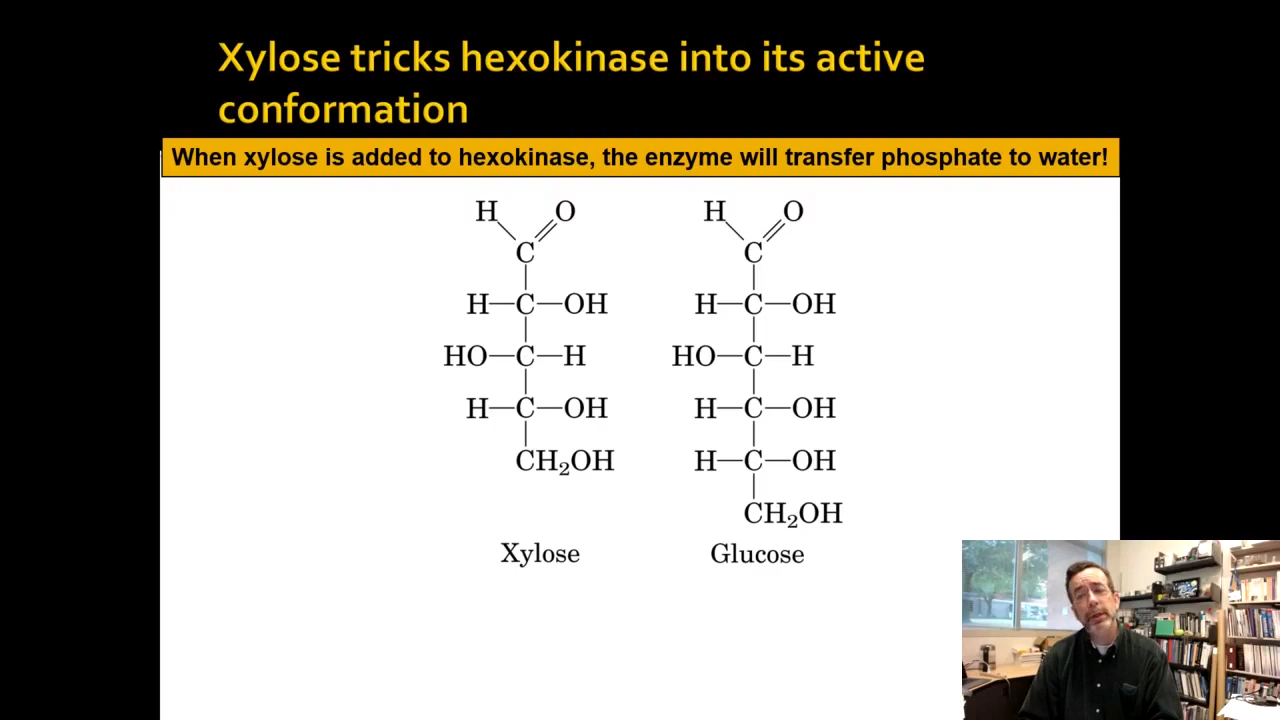 Xylose tricks hexokinase into its active
conformation
When xylose is added to hexokinase, the enzyme will transfer phosphate to water!
H O H O
C C
H—C—OH H—C—OH
HO—C—H HO—C—H
H—C—OH H—C—OH
CH₂OH H—C—OH
CH₂OH
Xylose Glucose